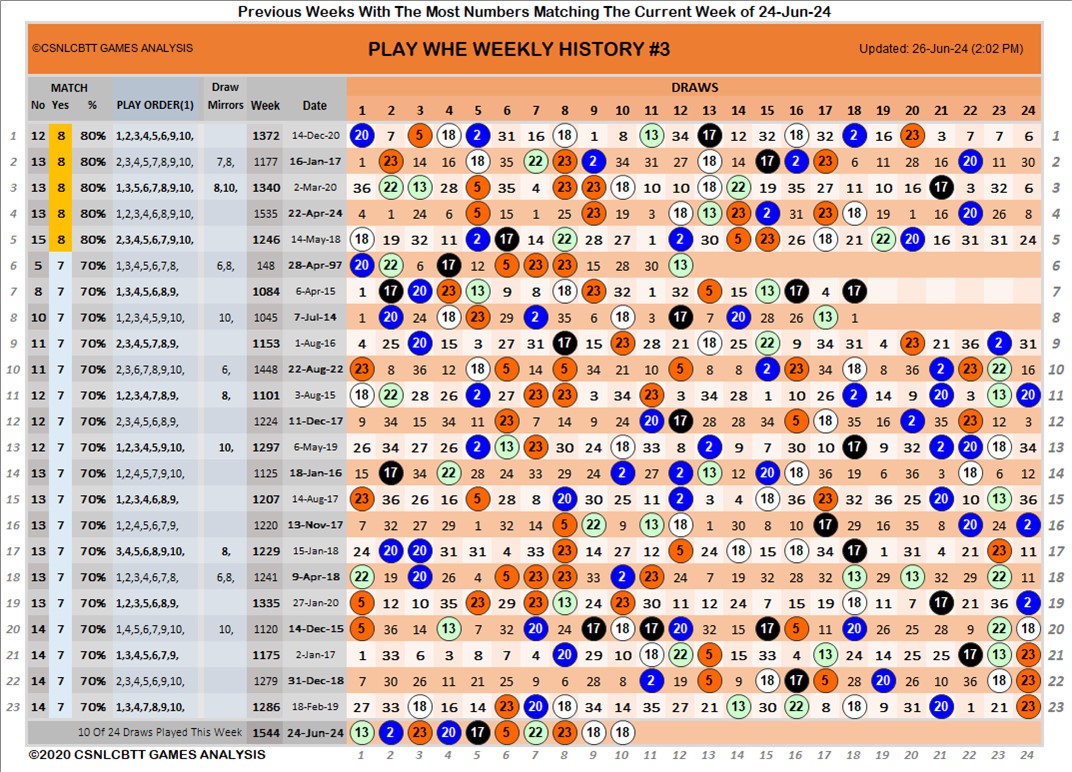 Previous Weeks With The Most Numbers Matching The Current Week of 24-Jun-24
©CSNLCBTT GAMES ANALYSIS PLAY WHE WEEKLY HISTORY #3 Updated: 26-Jun-24 (2:02 PM)
MATCH Draw DRAWS
No Yes % PLAY ORDER(1) Mirrors Week Date 1 2 3 4 5 6 7 8 9 10 11 12 13 14 15 16 17 18 19 20 21 22 23 24
1 12 8 80% 1,2,3,4,5,6,9,10, 1372 14-Dec-20 20 7 5 18 2 31 16 18 1 8 13 34 17 12 32 16 32 2 16 23 3 7 7 6 1
2 13 8 80% 2,3,4,5,7,8,9,10, 7,8, 1177 16-Jan-17 1 23 14 16 18 35 22 23 2 34 31 27 18 14 17 2 23 6 11 28 16 20 11 30 2
3 13 8 80% 1,3,5,6,7,8,9,10, 8,10, 1340 2-Mar-20 36 22 13 28 5 35 4 23 23 18 10 10 18 14 19 35 27 11 10 16 17 3 32 6 3
4 13 8 80% 1,2,3,4,6,7,9,10, 1535 22-Apr-24 4 1 24 6 5 15 1 25 23 19 3 18 13 23 2 31 23 18 19 1 16 20 26 8 4
5 15 8 80% 2,3,4,5,6,7,9,10, 1246 14-May-18 18 19 32 11 2 17 14 22 28 27 1 2 30 5 23 26 18 21 22 20 16 31 31 24 5
6 5 7 70% 1,3,4,5,6,7,8, 6,8, 148 28-Apr-97 20 22 6 17 12 5 23 23 15 28 30 13 6
7 8 7 70% 1,3,4,5,6,8,9, 1084 6-Apr-15 1 17 20 23 13 9 8 18 23 32 1 32 5 15 13 17 4 17 7
8 10 7 70% 1,2,3,4,5,9,10, 10, 1045 7-Jul-14 1 20 24 18 23 29 2 35 6 18 3 17 7 20 28 26 13 1 8
9 11 7 70% 2,3,4,5,7,8,9, 1153 1-Aug-16 4 25 20 15 3 27 31 17 15 23 28 21 18 25 22 9 34 31 4 23 21 36 2 31 9
10 11 7 70% 2,3,6,7,8,9,10, 6, 1448 22-Aug-22 23 8 36 12 18 5 14 5 34 21 10 5 8 8 2 23 34 18 8 36 2 23 22 16 10
11 12 7 70% 1,2,3,4,7,8,9, 8, 1101 3-Aug-15 18 22 28 26 2 27 23 23 3 34 23 3 34 28 1 10 26 2 14 9 20 3 13 20 11
12 12 7 70% 2,3,4,5,6,8,9, 1224 11-Dec-17 9 34 15 34 11 23 7 14 9 24 20 17 28 28 34 5 18 35 16 2 35 23 12 3 12
13 12 7 70% 1,2,3,4,5,9,10, 10, 1297 6-May-19 26 34 27 26 2 13 23 30 24 18 33 8 2 9 7 30 10 17 9 32 2 20 18 34 13
14 13 7 70% 1,2,4,5,7,9,10, 1125 18-Jan-16 15 17 34 22 28 24 33 29 24 2 27 2 13 12 20 18 36 19 6 36 3 18 6 12 14
15 13 7 70% 1,2,3,4,6,8,9, 1207 14-Aug-17 23 36 26 16 5 28 8 20 30 25 11 2 3 4 18 36 23 32 36 25 20 10 13 36 15
16 13 7 70% 1,2,4,5,6,7,9, 1220 13-Nov-17 7 32 27 29 1 32 14 5 22 9 13 18 1 30 8 10 17 29 16 35 8 20 24 2 16
17 13 7 70% 3,4,5,6,8,9,10, 8, 1229 15-Jan-18 24 20 20 31 31 4 33 23 14 27 12 5 24 18 15 18 34 17 1 31 4 21 23 11 17
18 13 7 70% 1,2,3,4,6,7,8, 6,8, 1241 9-Apr-18 22 19 20 26 4 5 23 23 33 2 23 24 7 19 32 28 32 13 29 13 32 29 22 11 18
19 13 7 70% 1,2,3,5,6,8,9, 1335 27-Jan-20 5 12 10 35 23 29 23 13 24 23 30 11 12 24 7 15 19 18 11 7 17 21 36 2 19
20 14 7 70% 1,4,5,6,7,9,10, 10, 1120 14-Dec-15 5 36 14 13 7 32 20 24 17 18 17 20 32 15 17 5 11 20 26 25 28 3 22 18 20
21 14 7 70% 1,3,4,5,6,7,9, 1175 2-Jan-17 1 33 6 3 8 7 4 20 29 10 18 22 5 15 33 4 13 24 14 25 25 17 13 23 21
22 14 7 70% 2,3,4,5,6,9,10, 1279 31-Dec-18 7 30 26 11 21 25 9 6 28 8 2 19 5 9 18 17 5 28 20 26 10 36 18 23 22
23 14 7 70% 1,3,4,7,8,9,10, 1286 18-Feb-19 27 33 18 16 14 23 20 18 34 14 35 27 21 13 30 22 8 18 9 31 20 1 21 23 23
10 Of 24 Draws Played This Week 1544 24-Jun-24 13 2 23 20 17 5 22 23 18 18
©2020 CSNLCBTT GAMES ANALYSIS 1 2 3 4 5 6 7 8 9 10 11 12 13 14 15 16 17 18 19 20 21 22 23 24